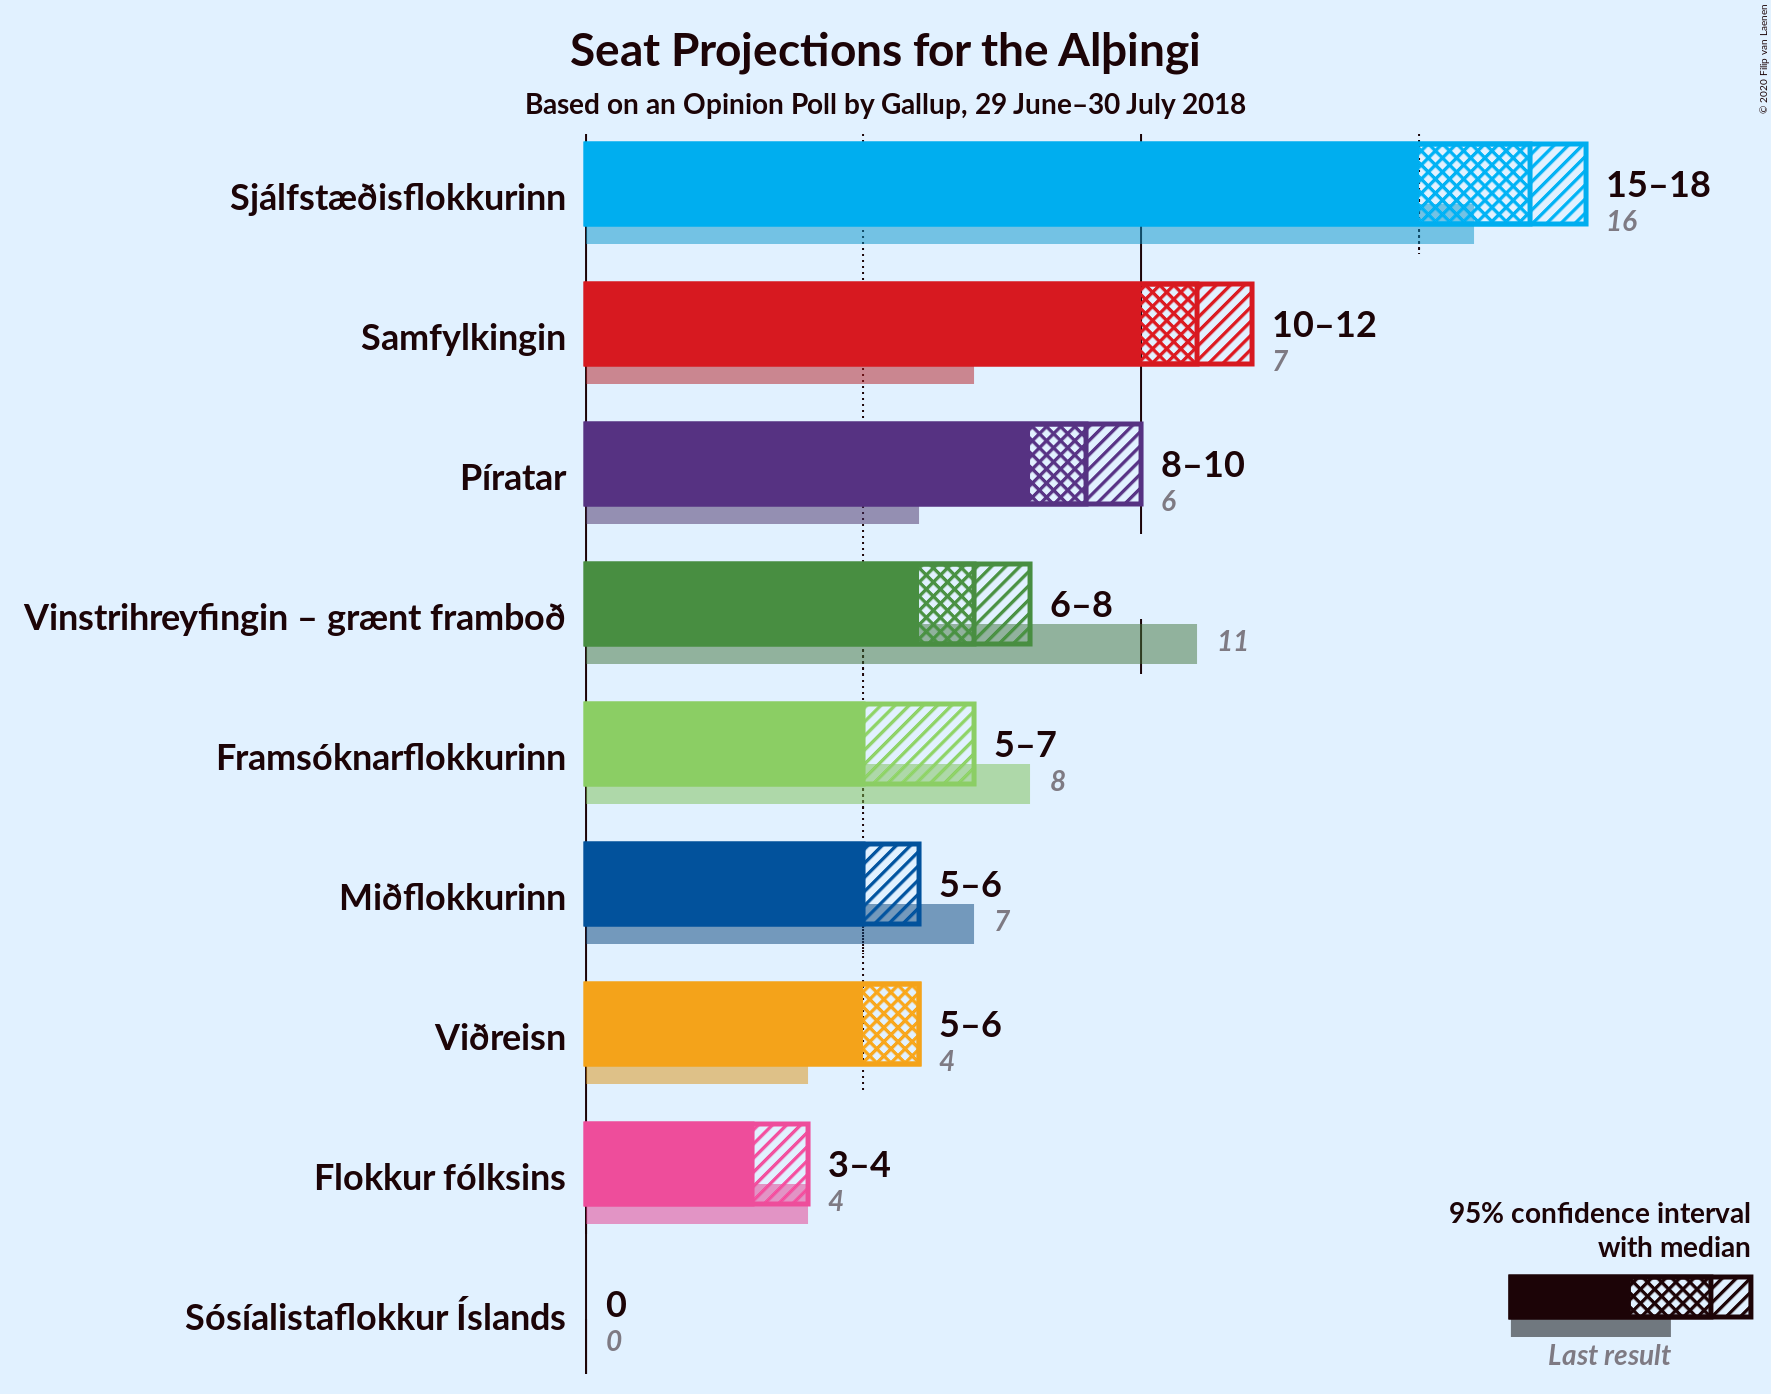 Seat Projections for the Alþingi
Based on an Opinion Poll by Gallup, 29 June–30 July 2018
© 2020 Filip van Laenen
Sjálfstæðisflokkurinn
15–18
16
Samfylkingin
10–12
7
Píratar
8–10
6
Vinstrihreyfingin – grænt framboð
6–8
11
Framsóknarflokkurinn
5–7
8
Miðflokkurinn
5–6
7
Viðreisn
5–6
4
Flokkur fólksins
3–4
4
Sósíalistaflokkur Íslands
0
0
95% confidence interval
with median
Last result